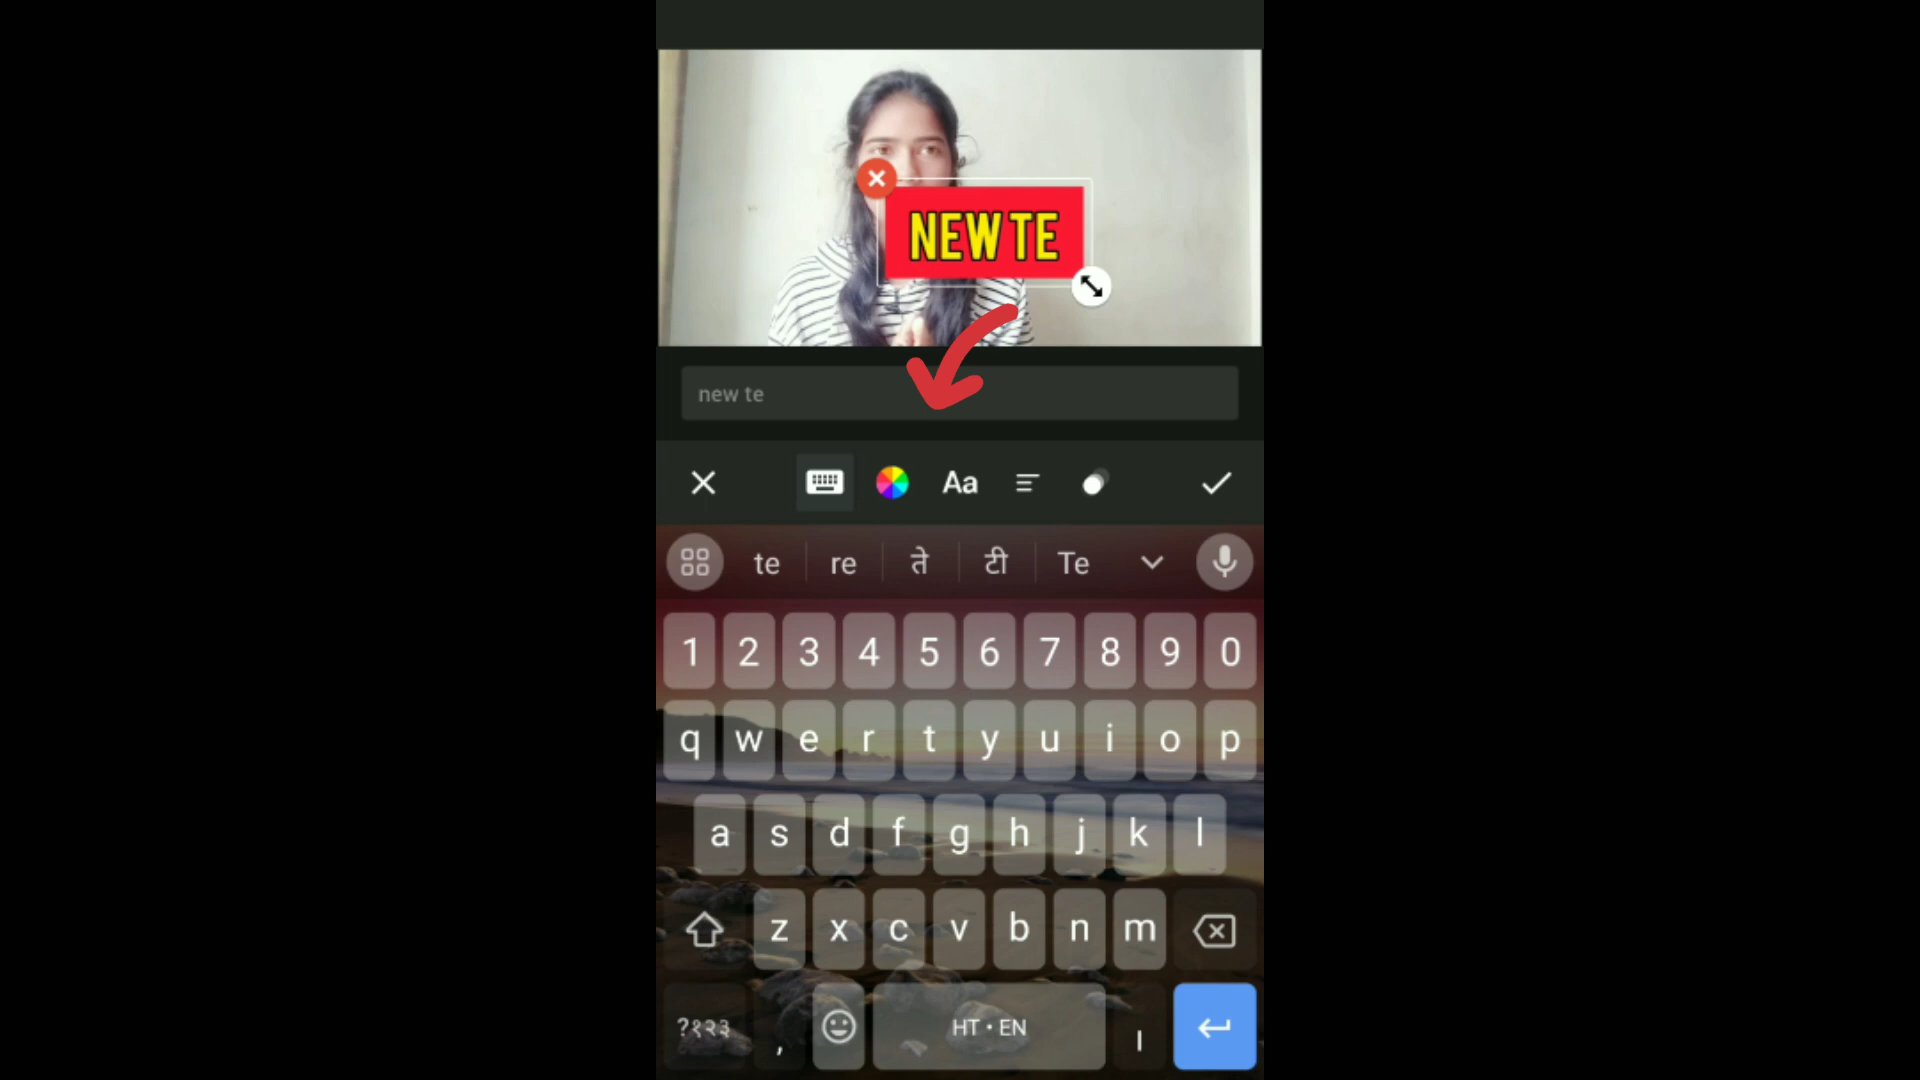 NEW TE
new te
Aa
te re ते टी Te
1 2 3 4 5 6 7 8 9 0
q w e r t y u i o p
a s d f g h j k l
z x c v b n m
?१२३ , HT • EN ।